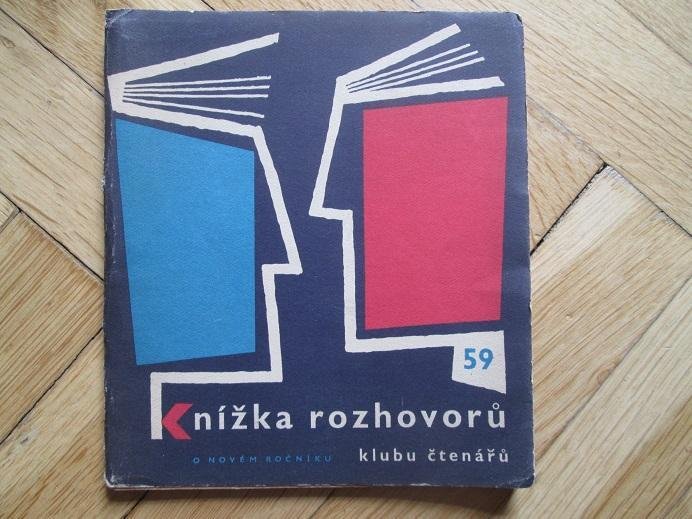 59
Knížka rozhovorů
O NOVÉM ROČNÍKU klubu čtenářů